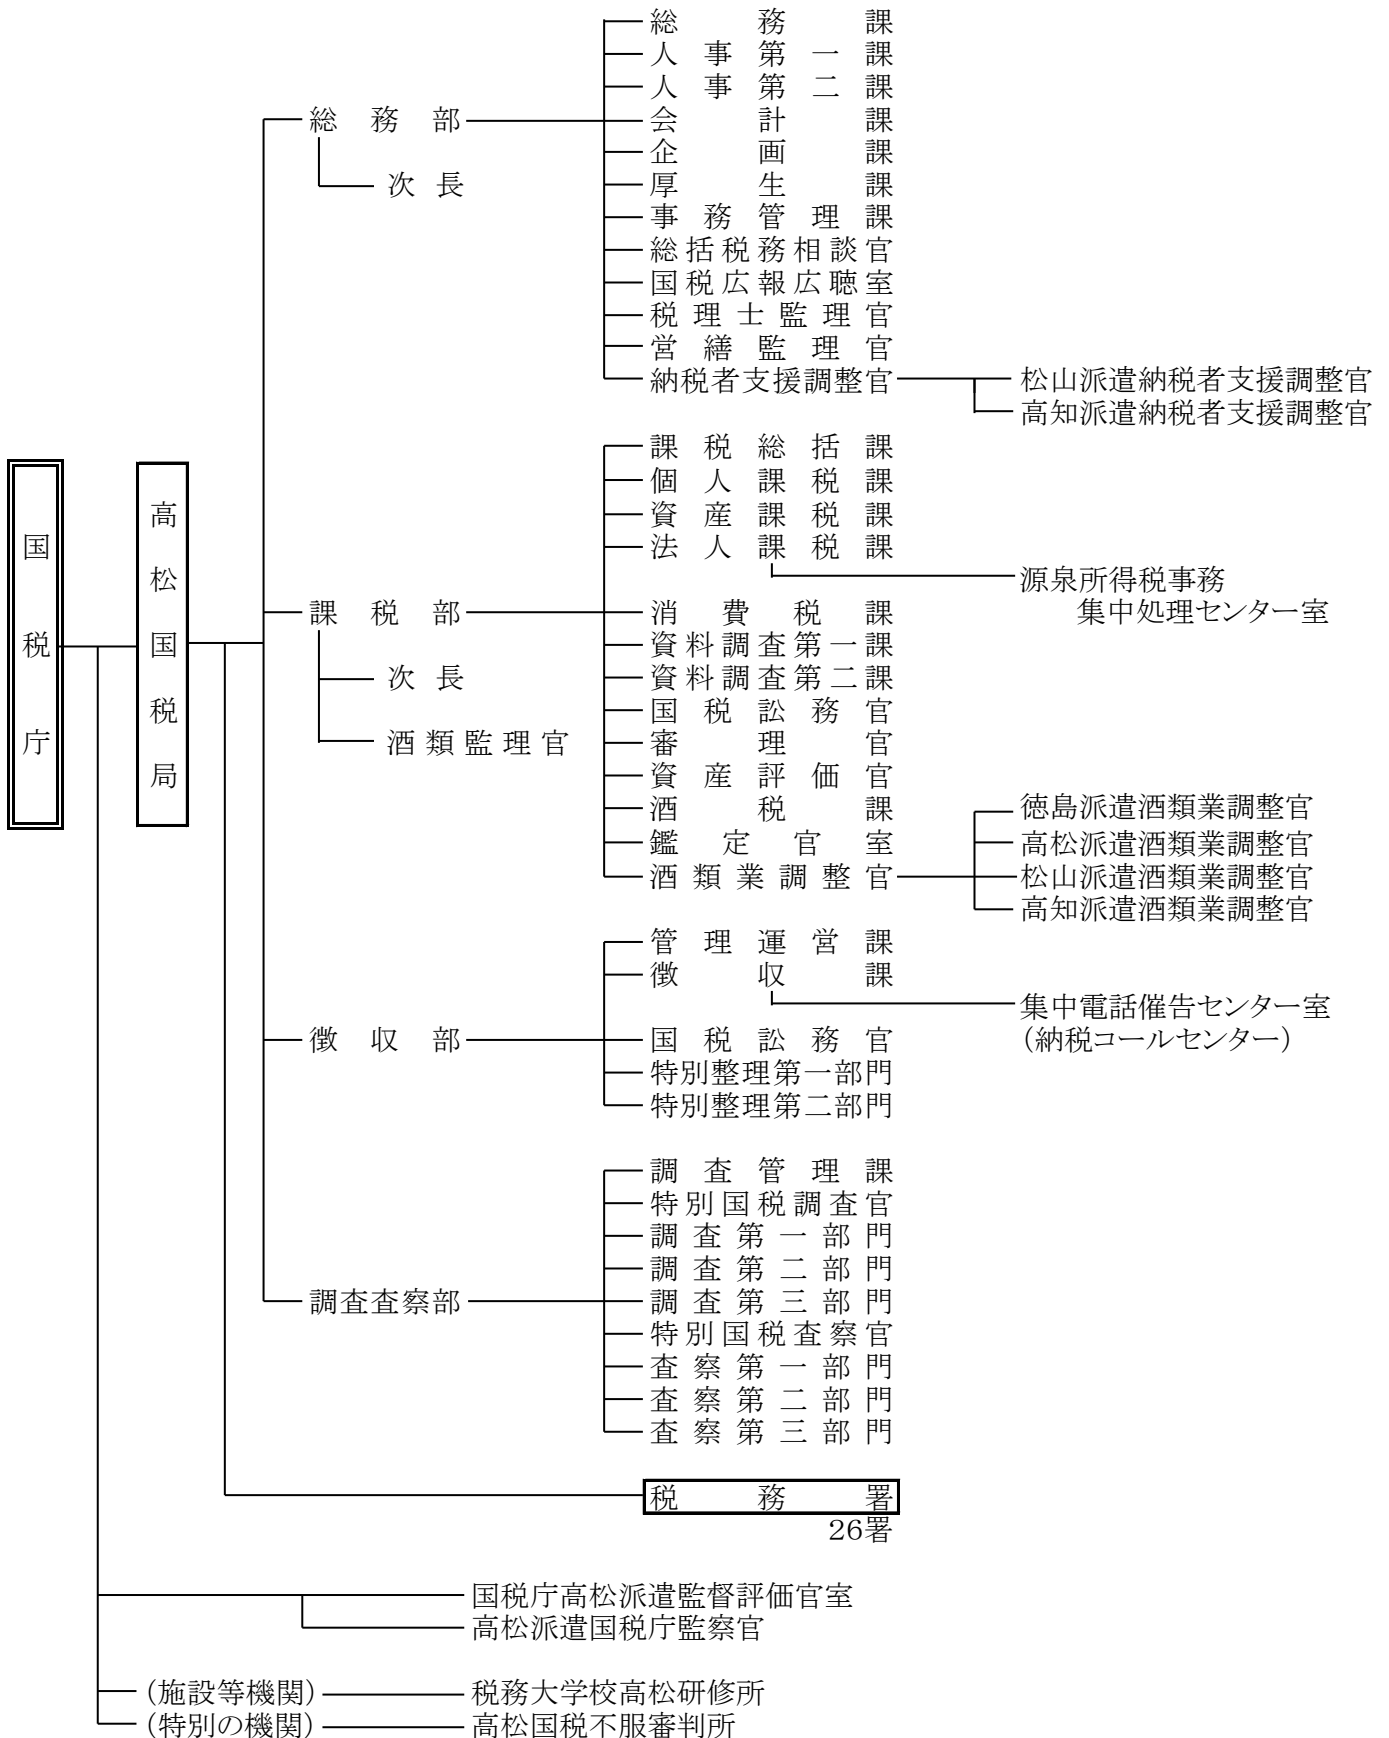 国税庁
高松国税局
総務部
次長
総務課
人事第一課
人事第二課
会計課
企画課
厚生課
事務管理課
総括税務相談官
国税広報広聴室
税理士監理官
営繕監理官
納税者支援調整官
松山派遣納税者支援調整官
高知派遣納税者支援調整官
課税部
次長
酒類監理官
課税総括課
個人課税課
資産課税課
法人課税課
源泉所得税事務
集中処理センター室
消費税課
資料調査第一課
資料調査第二課
国税訟務官
審理官
資産評価官
酒税課
鑑定官室
酒類業調整官
徳島派遣酒類業調整官
高松派遣酒類業調整官
松山派遣酒類業調整官
高知派遣酒類業調整官
徴収部
管理運営課
徴収課
集中電話催告センター室
（納税コールセンター）
国税訟務官
特別整理第一部門
特別整理第二部門
調査査察部
調査管理課
特別国税調査官
調査第一部門
調査第二部門
調査第三部門
特別国税査察官
査察第一部門
査察第二部門
査察第三部門
税務署
26署
国税庁高松派遣監督評価官室
高松派遣国税庁監察官
（施設等機関）税務大学校高松研修所
（特別の機関）高松国税不服審判所